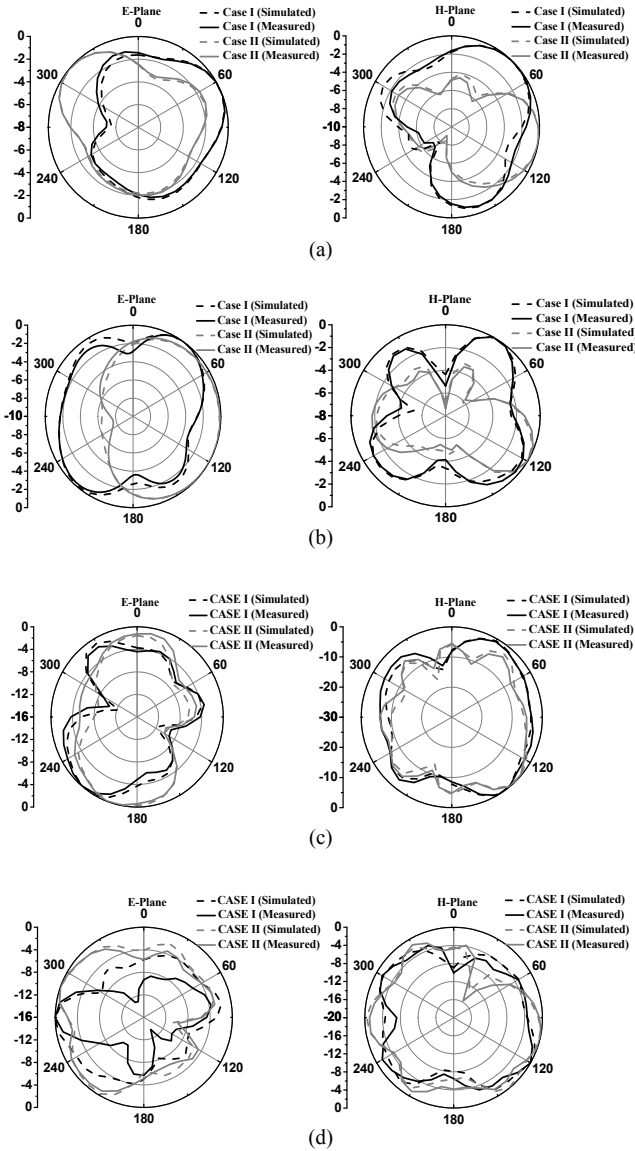 E-Plane
0
Case I (Simulated)
Case I (Measured)
Case II (Simulated)
Case II (Measured)
0
-2
-4
-6
-8
-6
-4
-2
0
300
60
240
120
180
H-Plane
0
Case I (Simulated)
Case I (Measured)
Case II (Simulated)
Case II (Measured)
0
-2
-4
-6
-8
-10
-8
-6
-4
-2
0
300
60
240
120
180
(a)
E-Plane
0
Case I (Simulated)
Case I (Measured)
Case II (Simulated)
Case II (Measured)
0
-2
-4
-6
-8
-10
-8
-6
-4
-2
0
300
60
240
120
180
H-Plane
0
Case I (Simulated)
Case I (Measured)
Case II (Simulated)
Case II (Measured)
0
-2
-4
-6
-8
-6
-4
-2
0
300
60
240
120
180
(b)
E-Plane
0
CASE I (Simulated)
CASE I (Measured)
CASE II (Simulated)
CASE II (Measured)
0
-4
-8
-12
-16
-12
-8
-4
0
300
60
240
120
180
H-Plane
0
CASE I (Simulated)
CASE I (Measured)
CASE II (Simulated)
CASE II (Measured)
0
-10
-20
-30
-20
-10
0
300
60
240
120
180
(c)
E-Plane
0
CASE I (Simulated)
CASE I (Measured)
CASE II (Simulated)
CASE II (Measured)
0
-4
-8
-12
-16
-12
-8
-4
0
300
60
240
120
180
H-Plane
0
CASE I (Simulated)
CASE I (Measured)
CASE II (Simulated)
CASE II (Measured)
0
-4
-8
-12
-16
-20
-16
-12
-8
-4
0
300
60
240
120
180
(d)